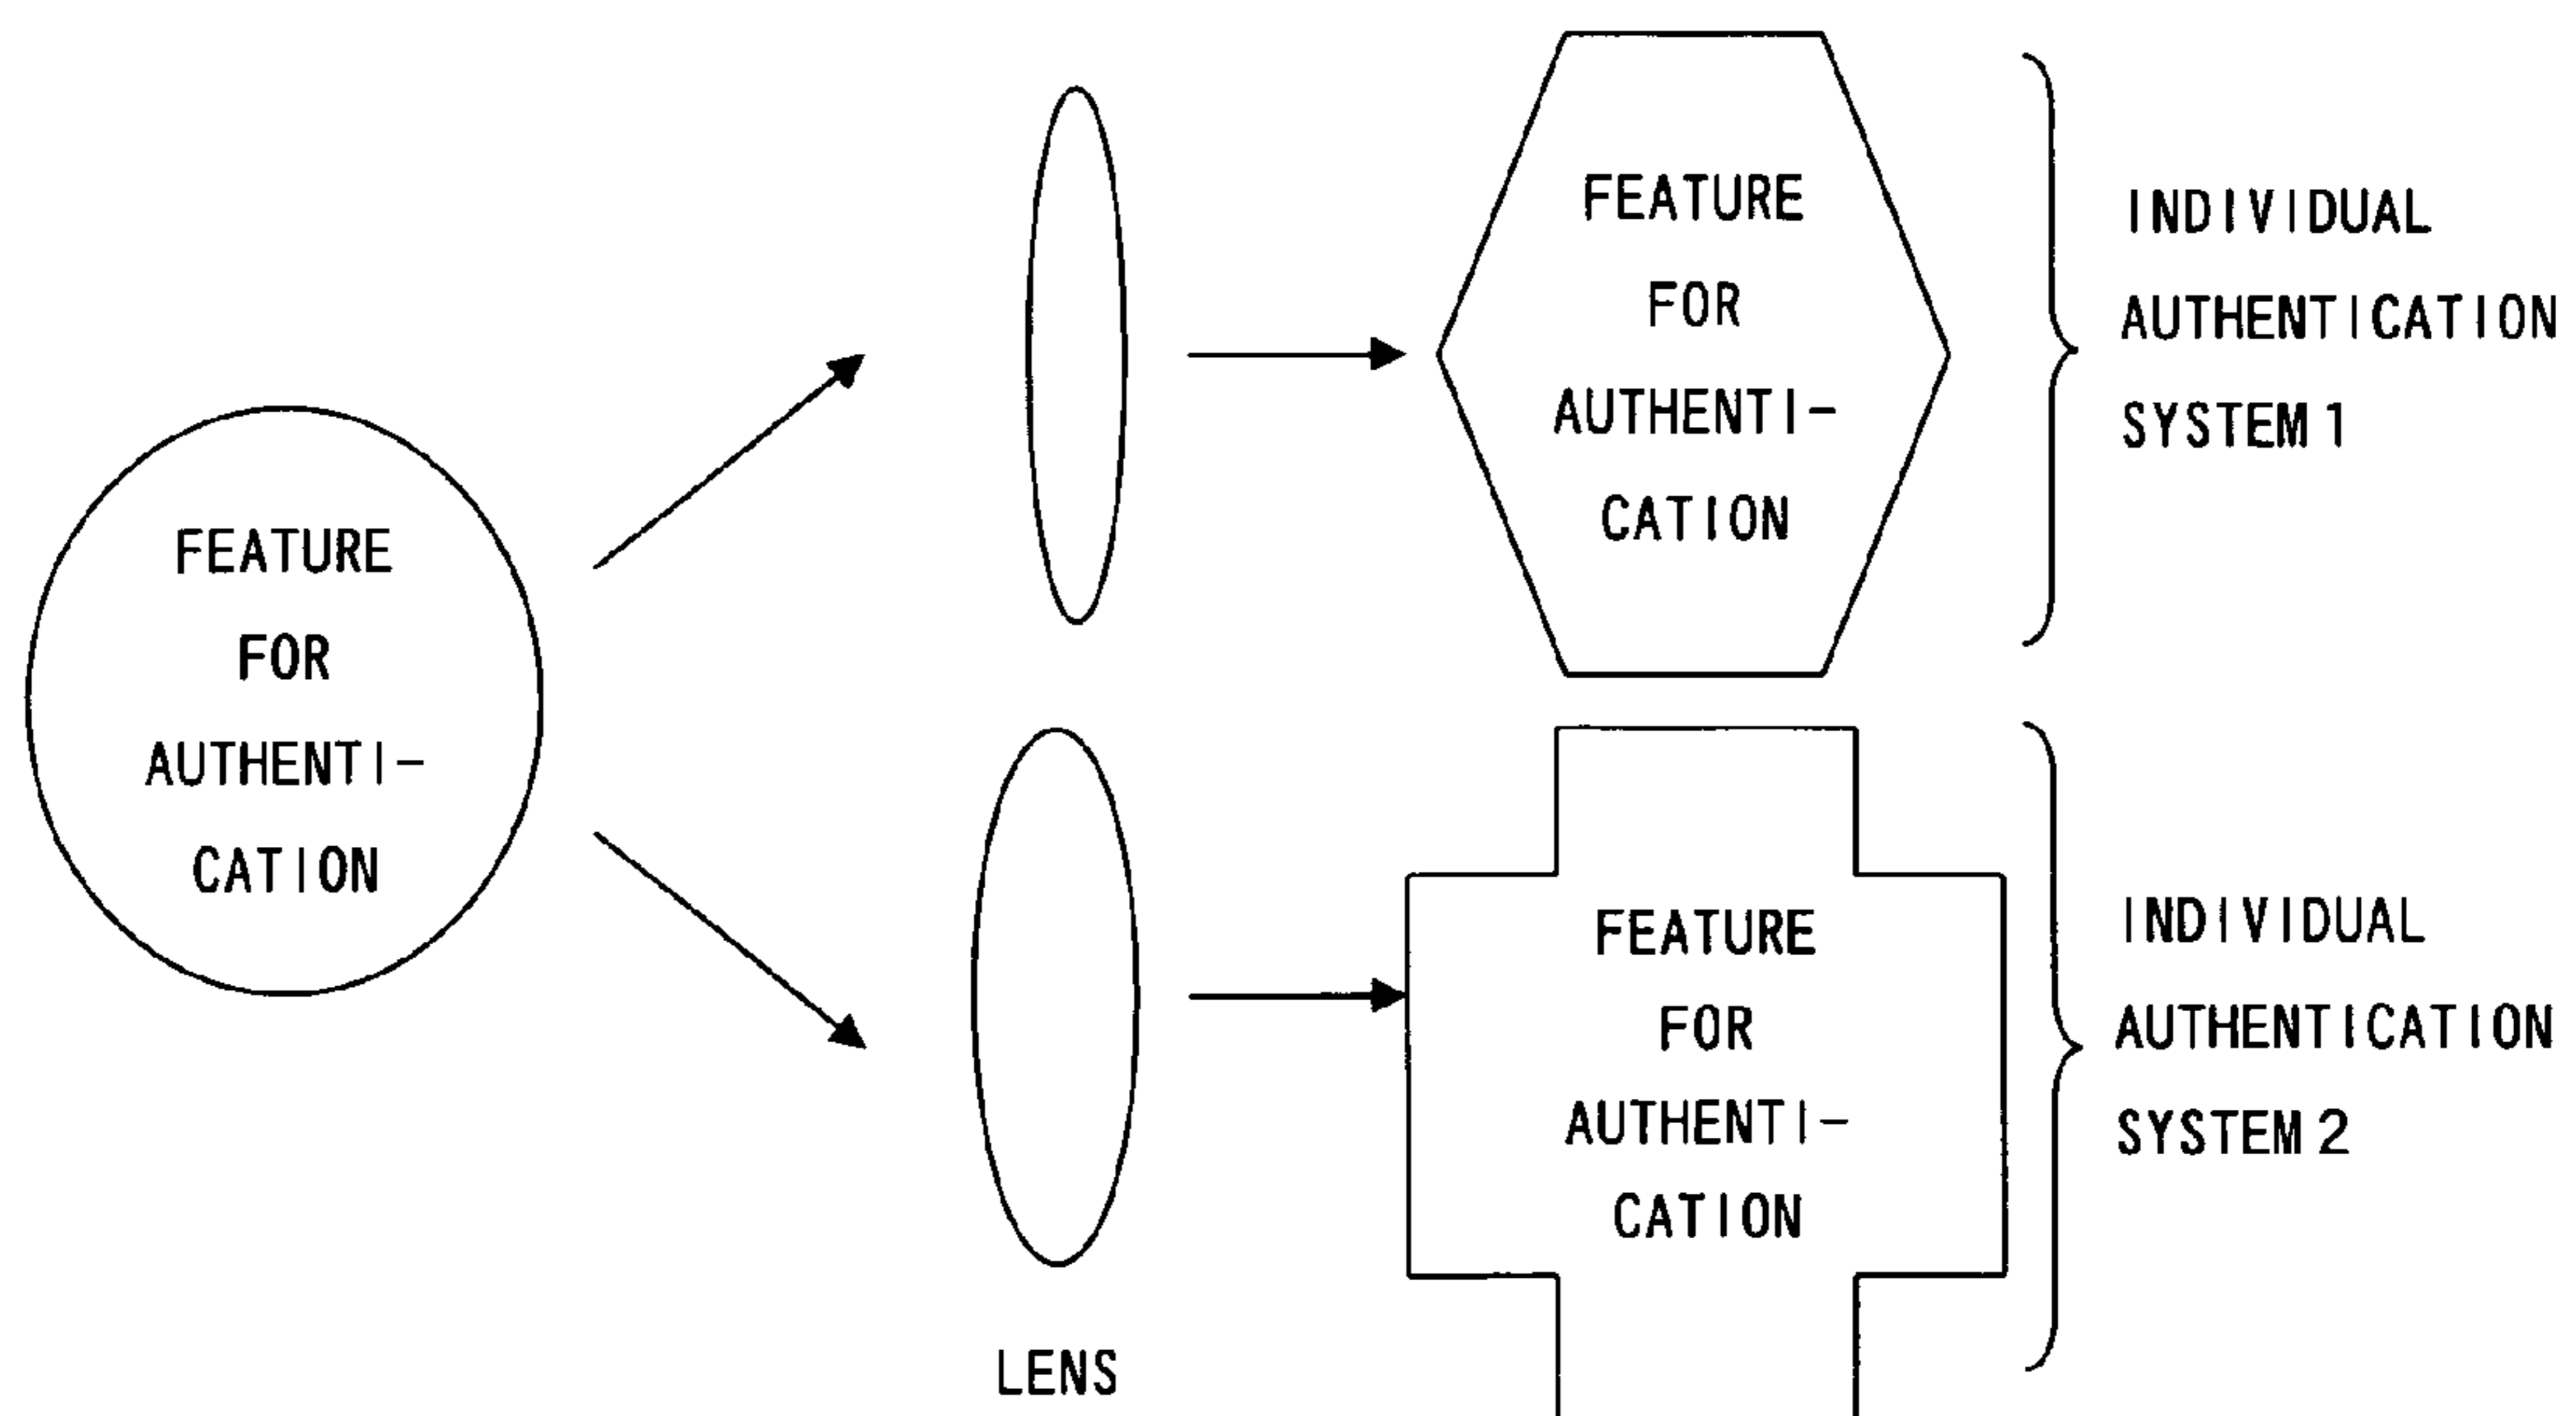 FEATURE
FOR
AUTHENTI-
CATION
FEATURE
FOR
AUTHENTI-
CATION
INDIVIDUAL
AUTHENTICATION
SYSTEM 1
FEATURE
FOR
AUTHENTI-
CATION
INDIVIDUAL
AUTHENTICATION
SYSTEM 2
LENS